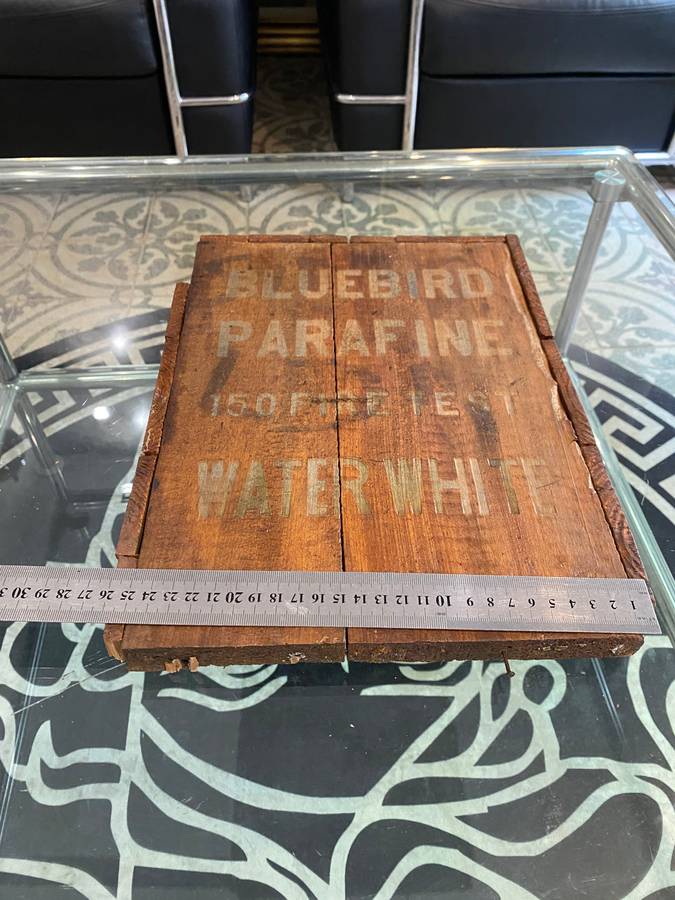 BLUEBIRD
PARAFINE
150 FIRE TEST
WATER WHITE
30 29 28 27 26 25 24 23 22 21 20 19 18 17 16 15 14 13 12 11 10 9 8 7 6 5 4 3 2 1